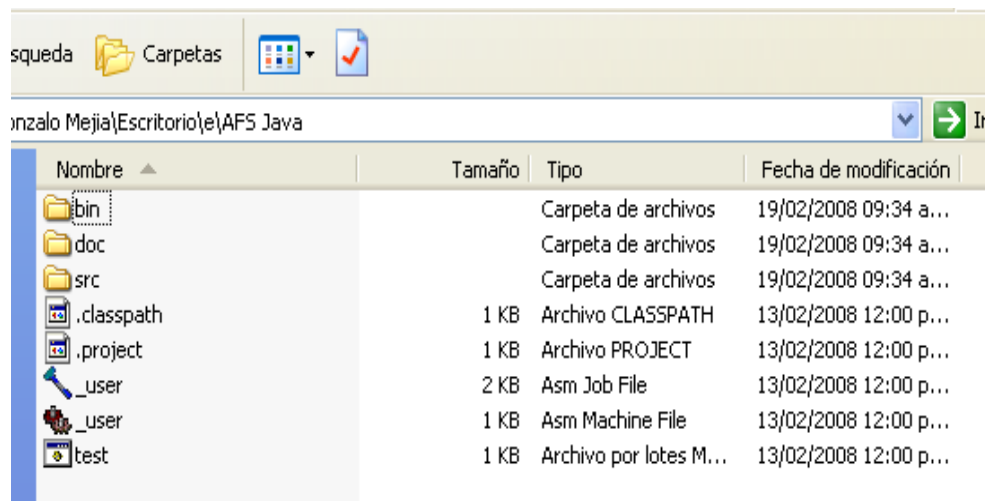 squeda Carpetas
onzalo Mejia\Escritorio\e\AFS Java Ir
Nombre Tamaño Tipo Fecha de modificación
bin Carpeta de archivos 19/02/2008 09:34 a...
doc Carpeta de archivos 19/02/2008 09:34 a...
src Carpeta de archivos 19/02/2008 09:34 a...
.classpath 1 KB Archivo CLASSPATH 13/02/2008 12:00 p...
.project 1 KB Archivo PROJECT 13/02/2008 12:00 p...
_user 2 KB Asm Job File 13/02/2008 12:00 p...
_user 1 KB Asm Machine File 13/02/2008 12:00 p...
test 1 KB Archivo por lotes M... 13/02/2008 12:00 p...